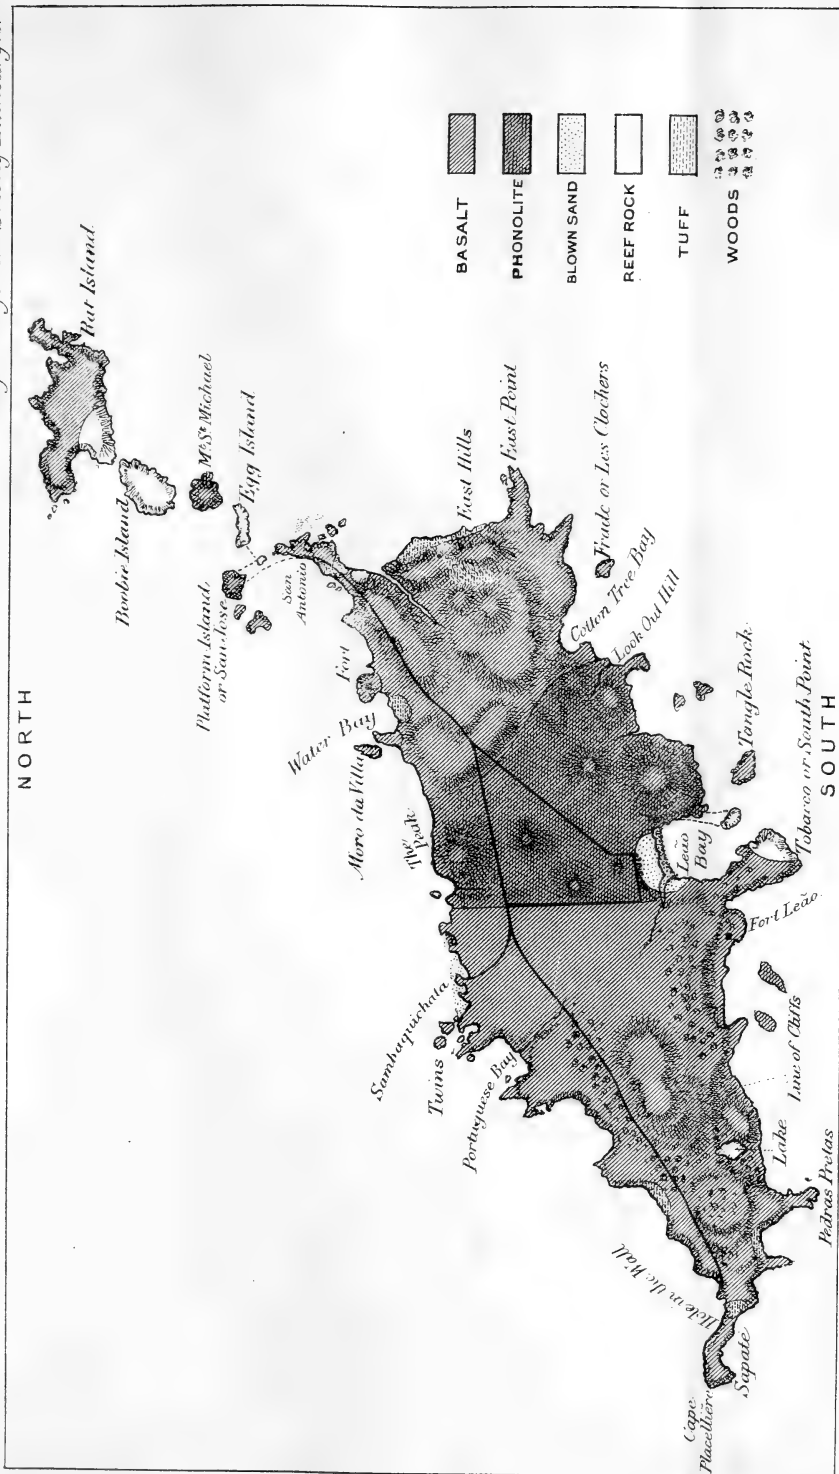 NORTH
Rat Island
Boobie Island
Mt. St. Michael
Egg Island
Platform Island
or San Jose
San
Antonio
Fort
Water Bay
Moro da Villa
The Peak
East Hills
East Point
Frade or Les Clochers
Cotton Tree Bay
Look Out Hill
Sambaquichala
Twins
Portuguese Bay
Leão
Bay
Tongle Rock
Tobacco or South Point.
Fort Leão
Line of Cliffs
Lake
Pedras Pretas
Hole in the Wall
Cape
Placellière
Sapate
SOUTH
BASALT
PHONOLITE
BLOWN SAND
REEF ROCK
TUFF
WOODS